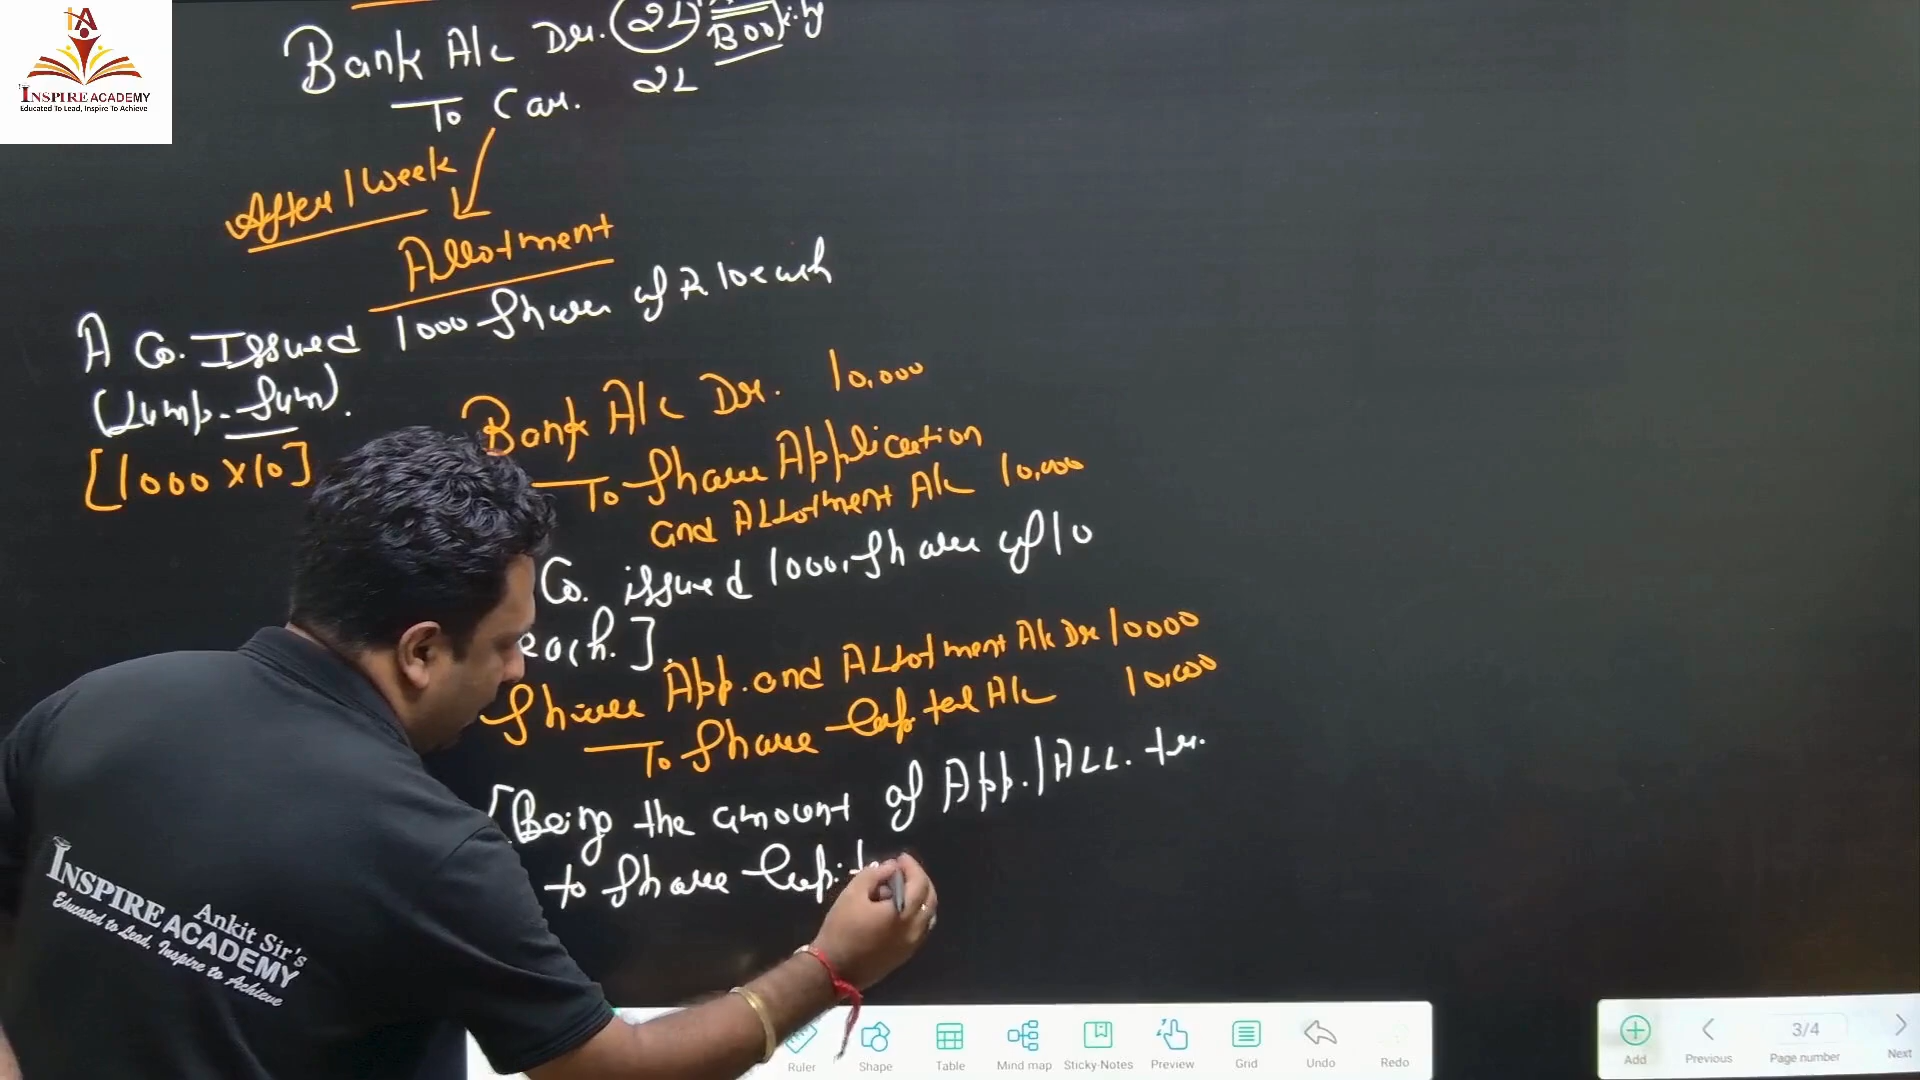 IA
INSPIRE ACADEMY
Educated To Lead, Inspire To Achieve
Bank A/c Dr. 2L
To Car. 2L
After 1 Week
Allotment
A Co. Issued 1000 Shares of ₹ 10 each
(Lump-Sum).
[1000 × 10]
Bank A/c Dr. 10,000
To Share Application
and Allotment A/c 10,000
Co. issued 1000. Share of 10
each.]
Share App. and Allotment A/c Dr 10000
To Share Capital A/c 10,000
[Being the amount of App./ALL. tr.
to Share Capit
Ankit Sir's
INSPIRE ACADEMY
Educated to Lead, Inspire to Achieve
Ruler
Shape
Table
Mind map
Sticky-Notes
Preview
Grid
Undo
Redo
Add
Previous
3/4
Page number
Next